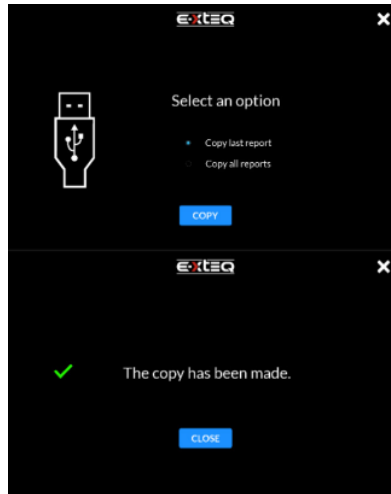 EXTEQ
Select an option
Copy last report
Copy all reports
COPY
EXTEQ
The copy has been made.
CLOSE